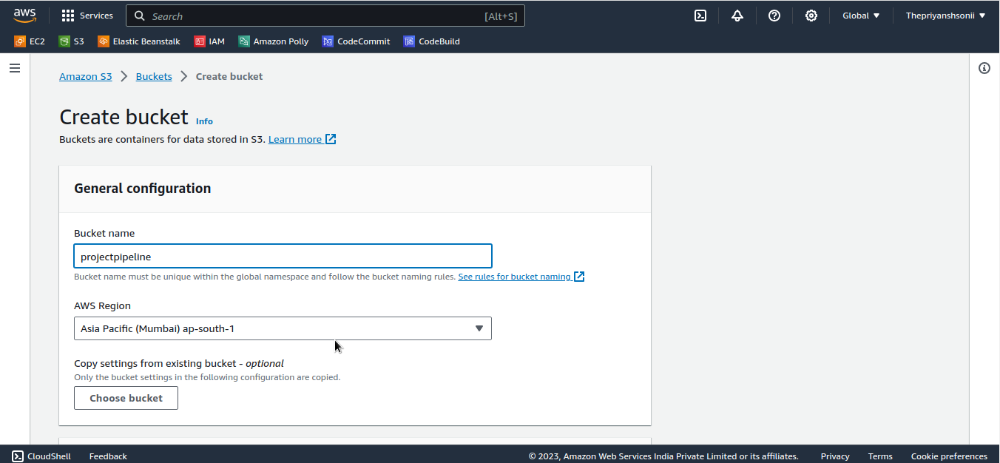 aws Services Search [Alt+S] Global Thepriyanshsonii
EC2 S3 Elastic Beanstalk IAM Amazon Polly CodeCommit CodeBuild
Amazon S3 > Buckets > Create bucket
Create bucket Info
Buckets are containers for data stored in S3. Learn more
General configuration
Bucket name
projectpipeline
Bucket name must be unique within the global namespace and follow the bucket naming rules. See rules for bucket naming
AWS Region
Asia Pacific (Mumbai) ap-south-1
Copy settings from existing bucket - optional
Only the bucket settings in the following configuration are copied.
Choose bucket
CloudShell Feedback © 2023, Amazon Web Services India Private Limited or its affiliates. Privacy Terms Cookie preferences